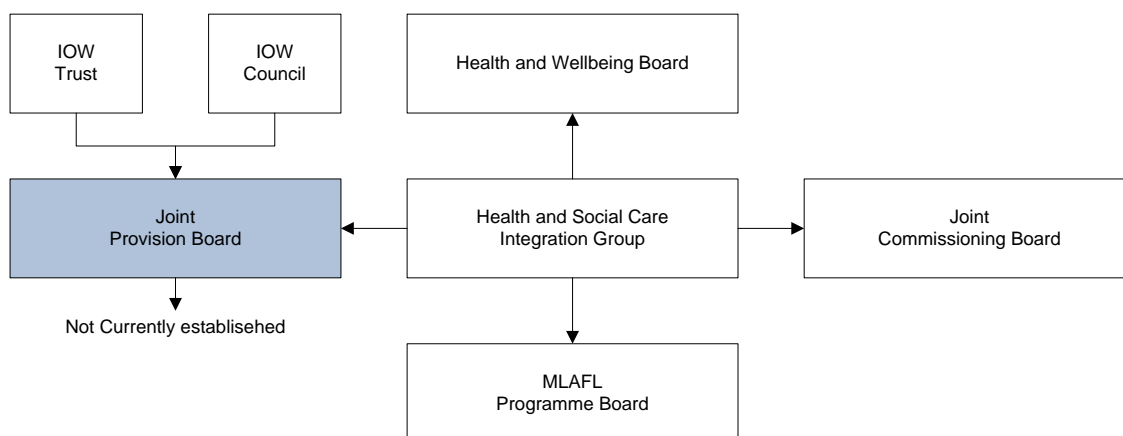 IOW
Trust
IOW
Council
Health and Wellbeing Board
Joint
Provision Board
Health and Social Care
Integration Group
Joint
Commissioning Board
Not Currently establisehed
MLAFL
Programme Board